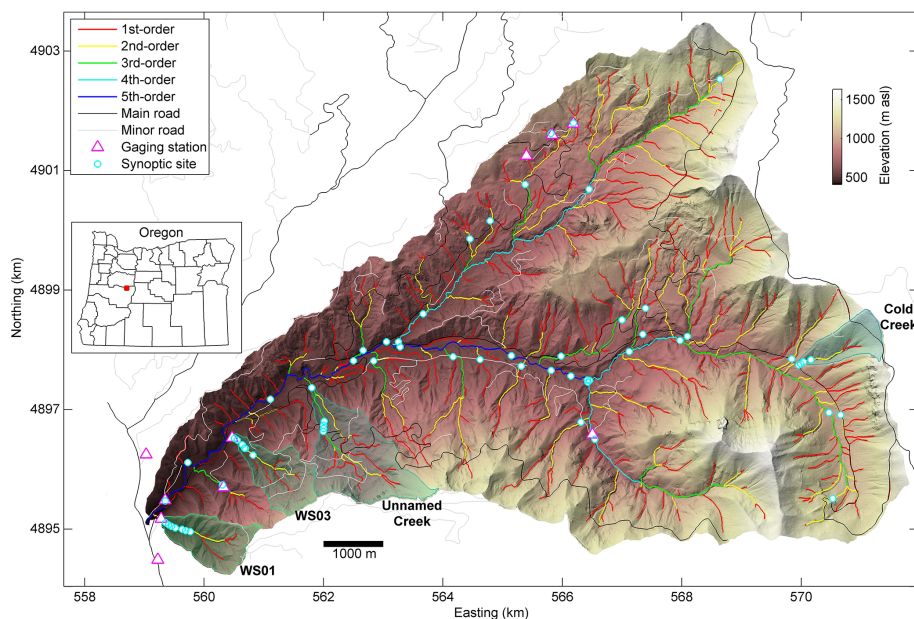 1st-order
2nd-order
3rd-order
4th-order
5th-order
Main road
Minor road
Gaging station
Synoptic site
Oregon
1500
1000
500
Elevation (m asl)
Cold
Creek
Unnamed
Creek
WS03
WS01
1000 m
4903
4901
4899
4897
4895
Northing (km)
558
560
562
564
566
568
570
Easting (km)